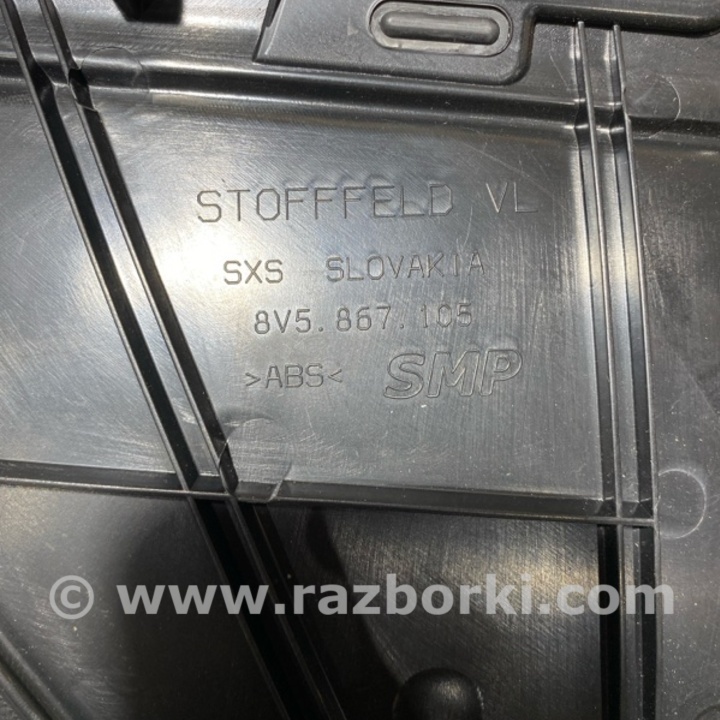 STOFFFELD VL
SXS SLOVAKIA
8V5.867.105
>ABS< SMP
© www.razborki.com